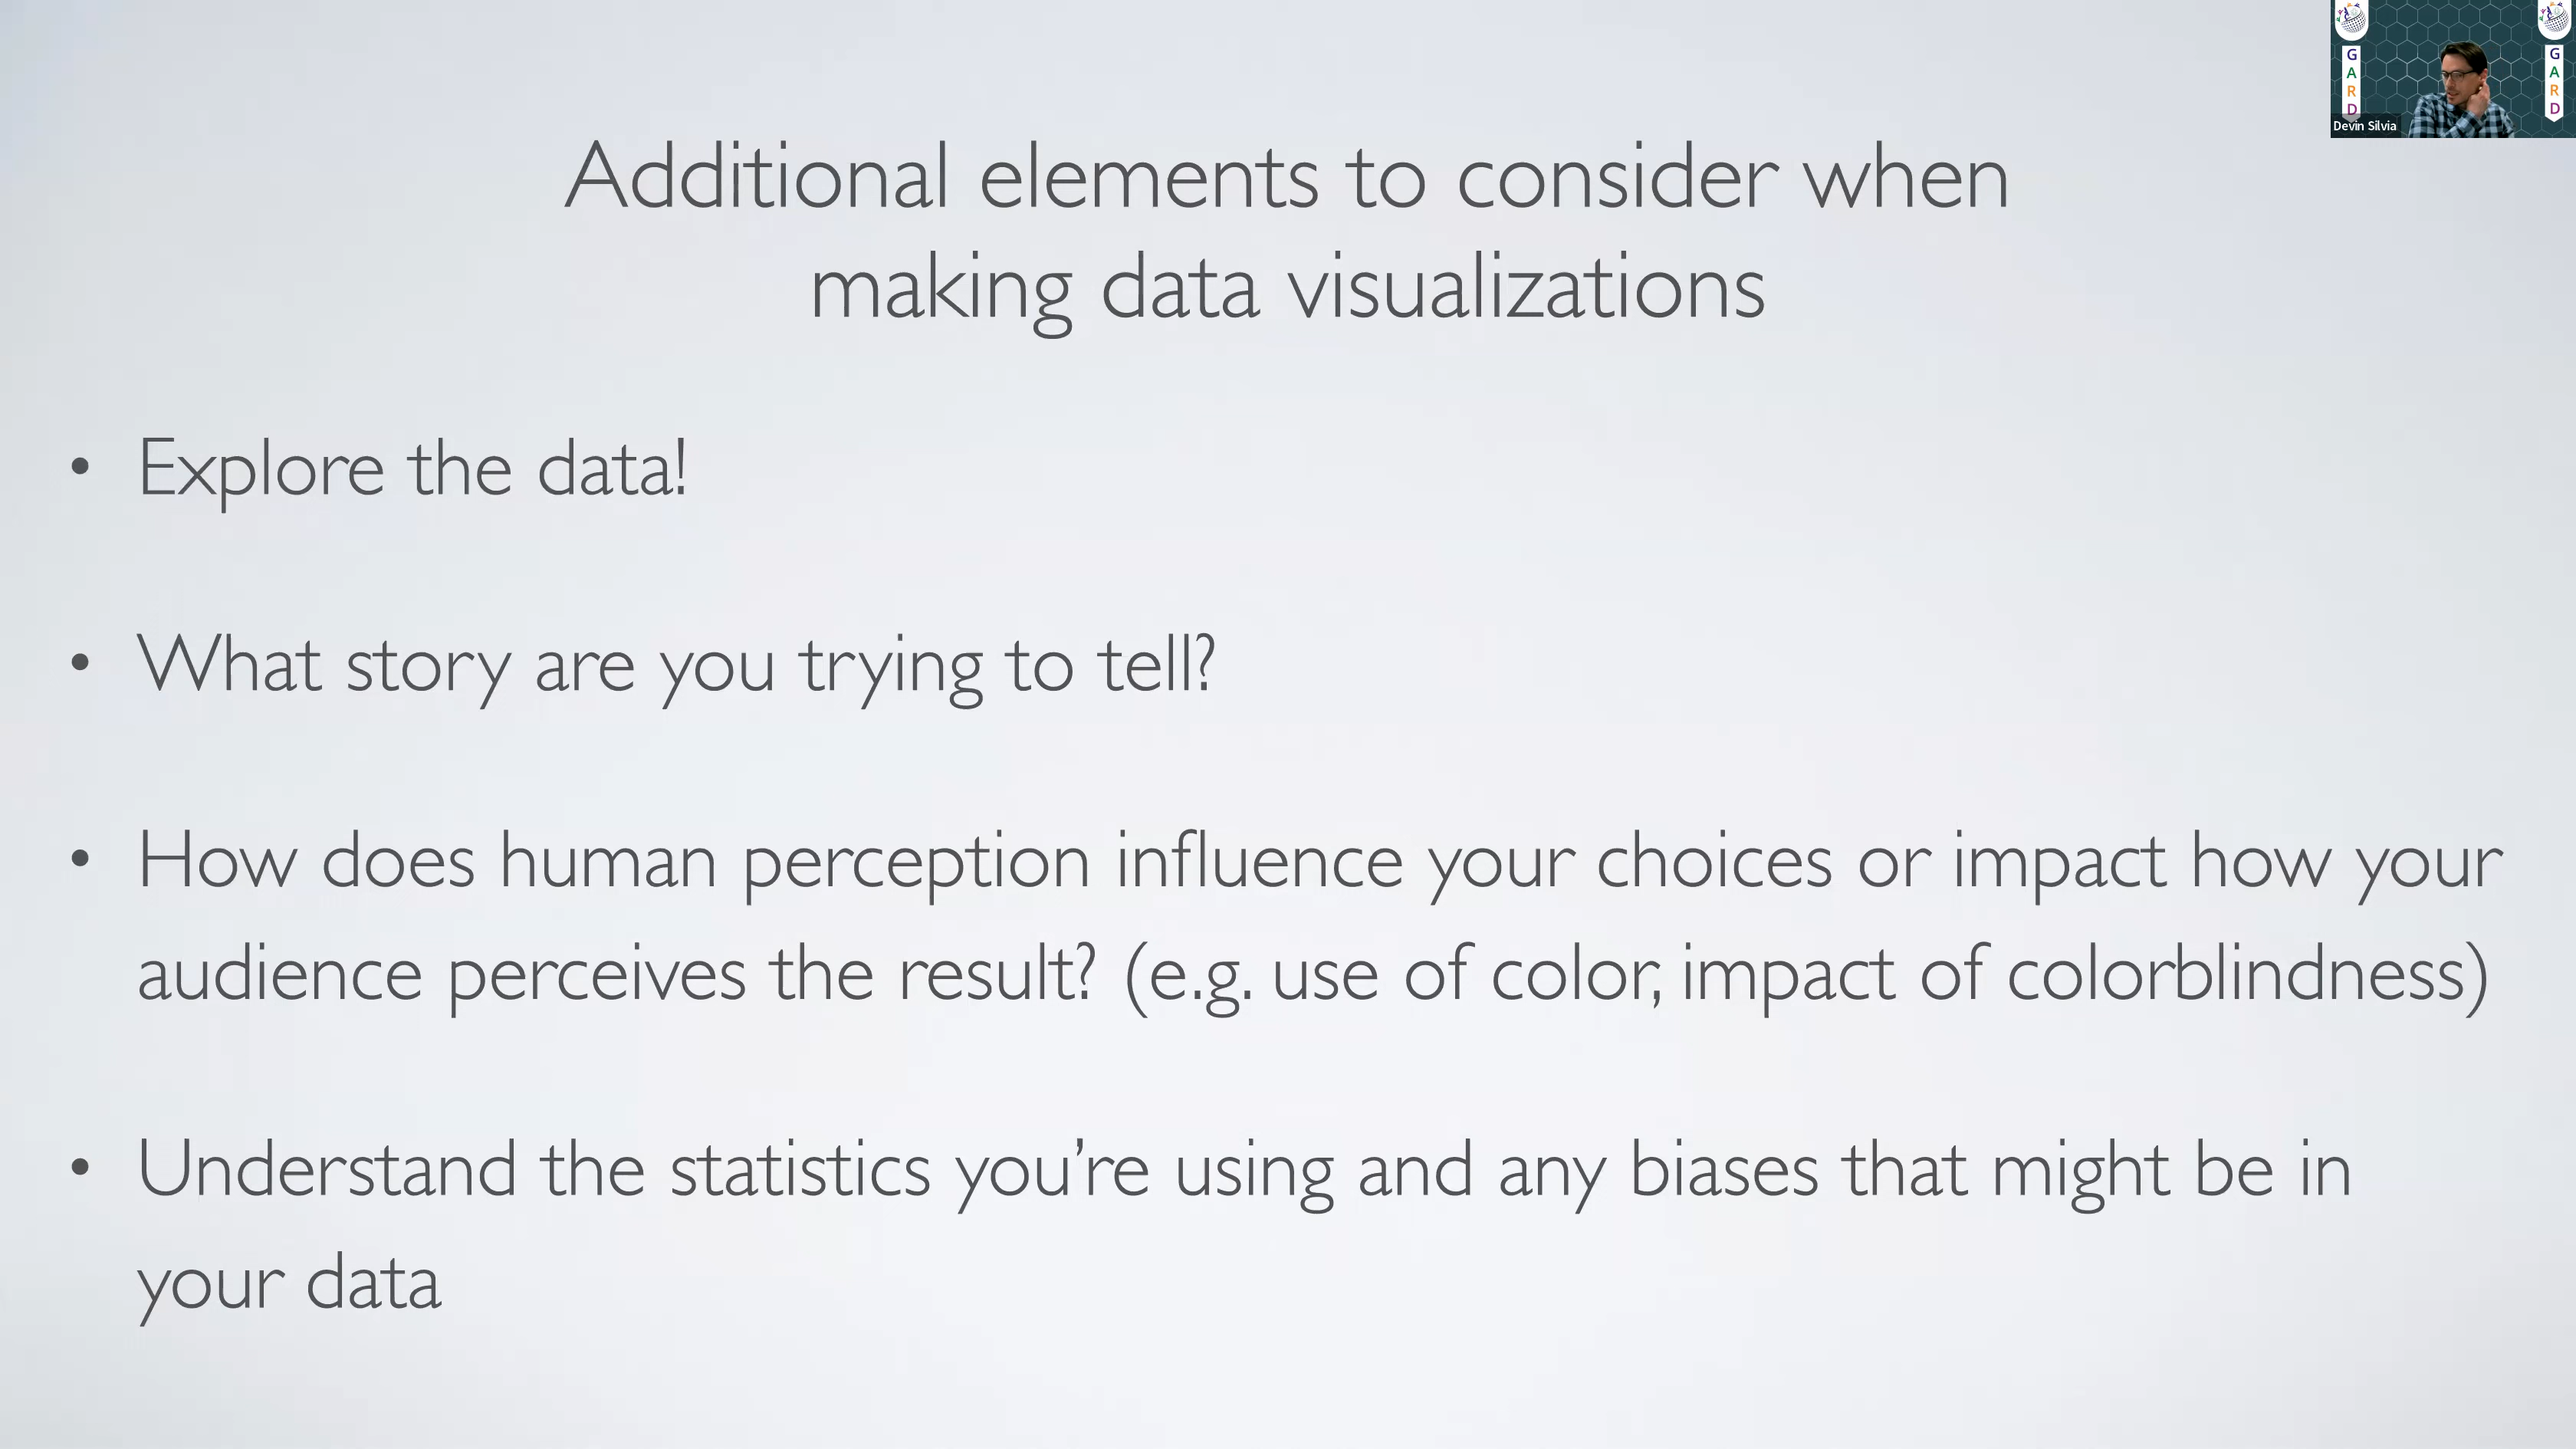 Additional elements to consider when
making data visualizations
• Explore the data!
• What story are you trying to tell?
• How does human perception influence your choices or impact how your
audience perceives the result? (e.g. use of color, impact of colorblindness)
• Understand the statistics you’re using and any biases that might be in
your data
G
A
R
D
G
A
R
D
Devin Silvia